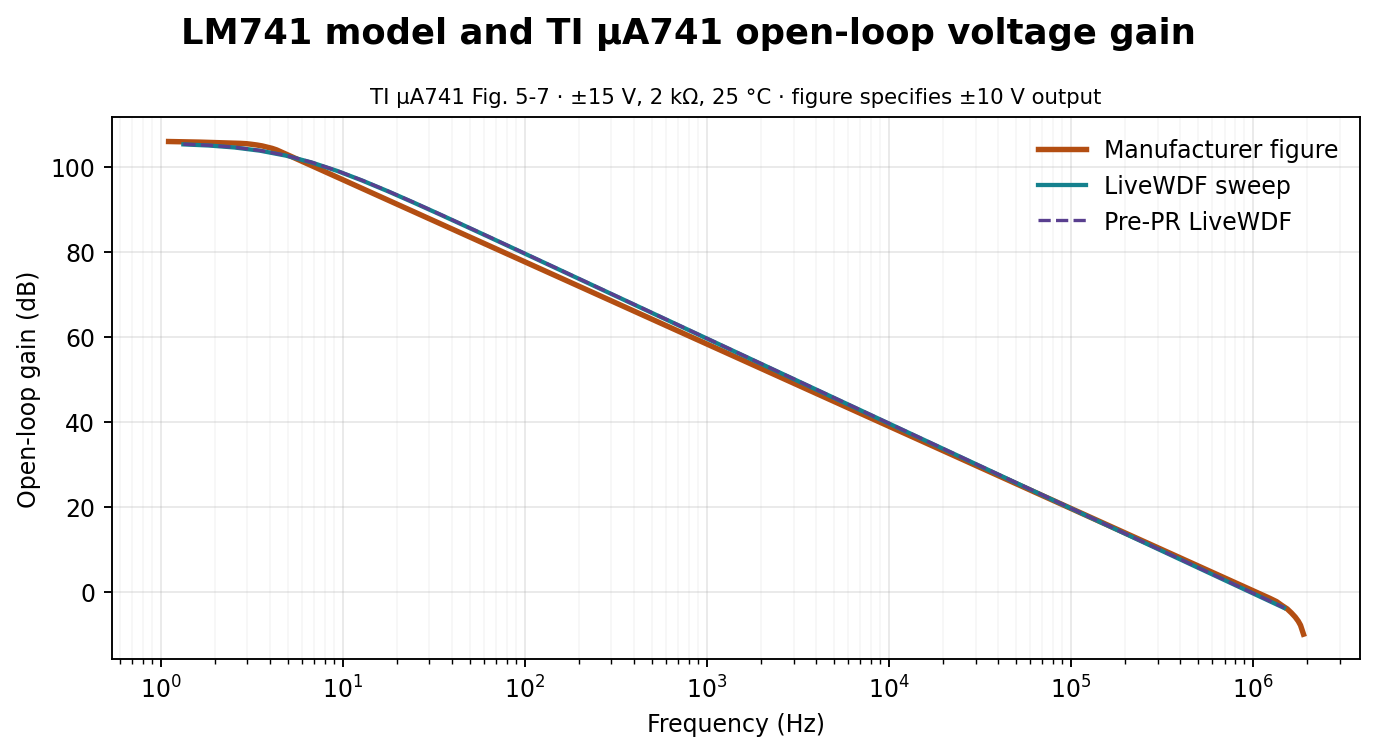 LM741 model and TI µA741 open-loop voltage gain
TI µA741 Fig. 5-7 · ±15 V, 2 kΩ, 25 °C · figure specifies ±10 V output
Manufacturer figure
LiveWDF sweep
Pre-PR LiveWDF
Open-loop gain (dB)
100
80
60
40
20
0
10⁰ 10¹ 10² 10³ 10⁴ 10⁵ 10⁶
Frequency (Hz)